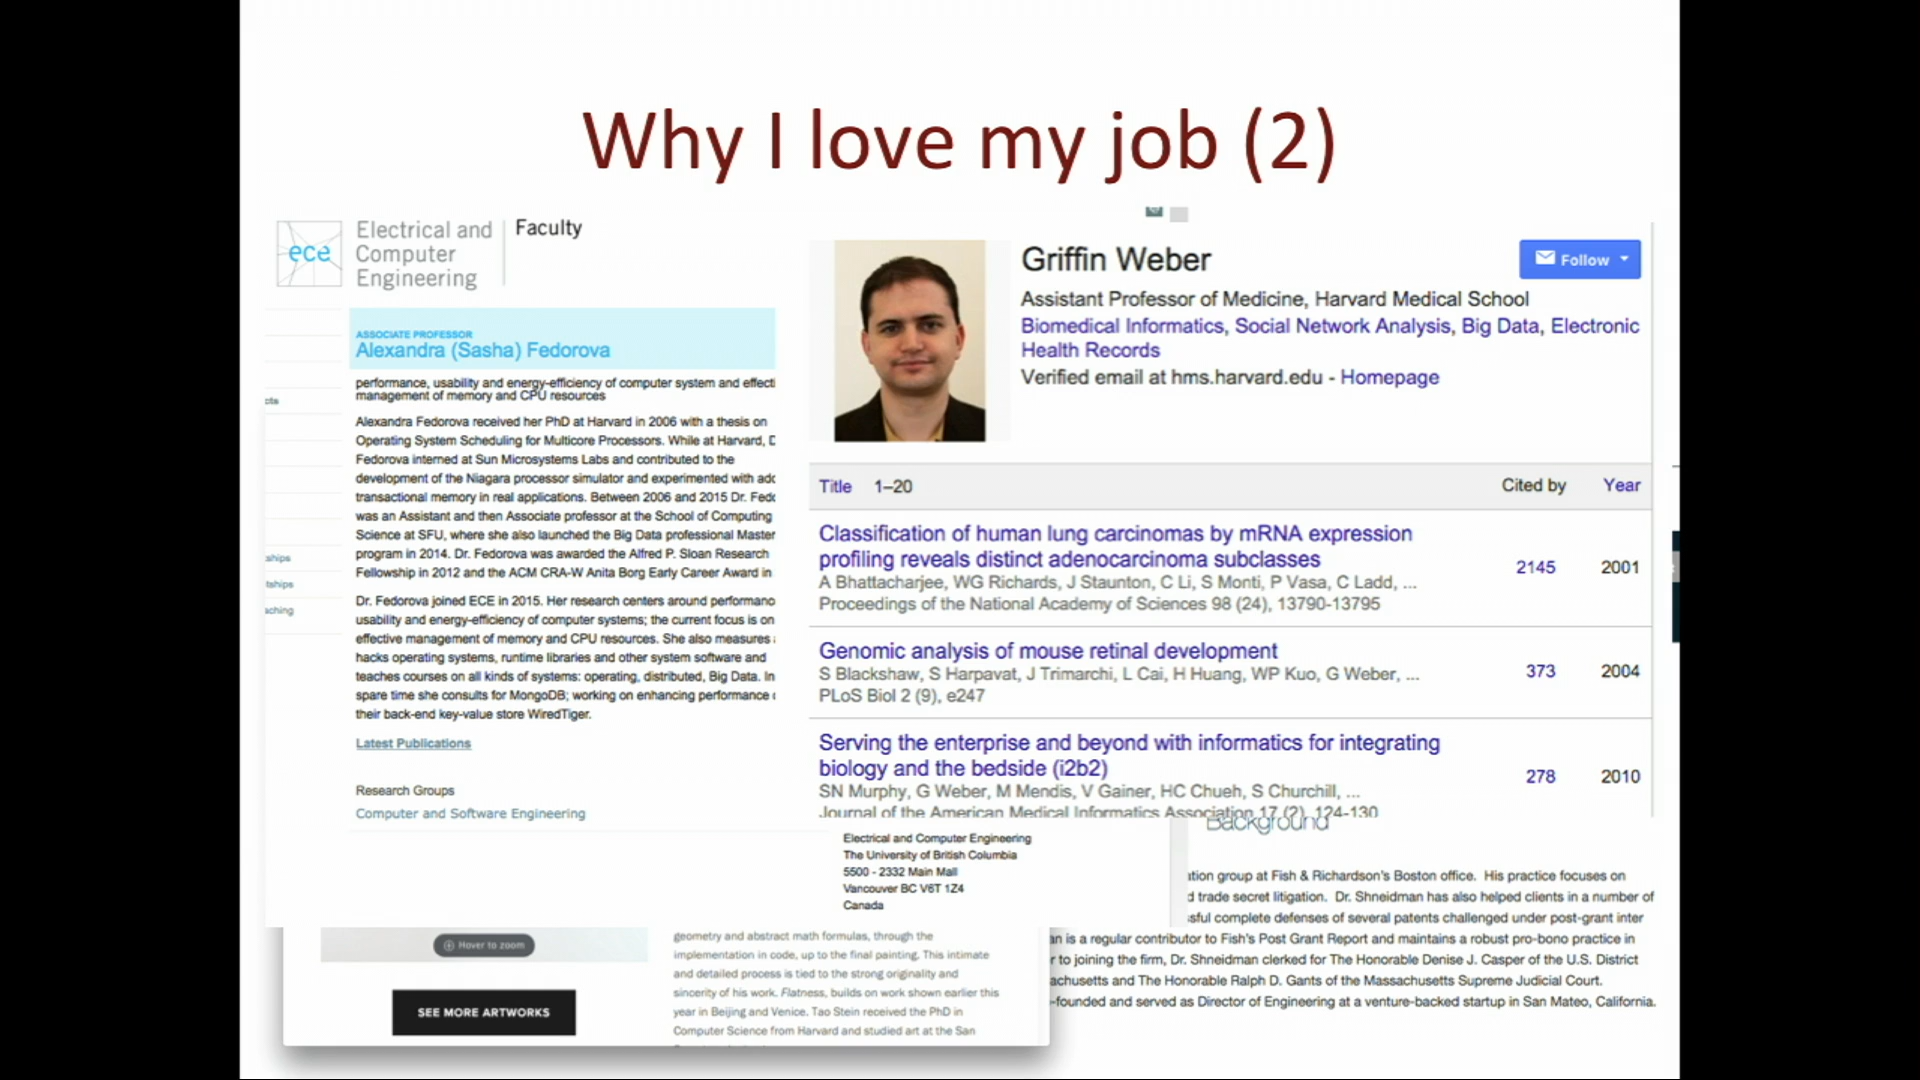 Why I love my job (2)
ece
Electrical and
Computer
Engineering
Faculty
ASSOCIATE PROFESSOR
Alexandra (Sasha) Fedorova
performance, usability and energy-efficiency of computer system and effecti
management of memory and CPU resources
Alexandra Fedorova received her PhD at Harvard in 2006 with a thesis on
Operating System Scheduling for Multicore Processors. While at Harvard, D
Fedorova interned at Sun Microsystems Labs and contributed to the
development of the Niagara processor simulator and experimented with add
transactional memory in real applications. Between 2006 and 2015 Dr. Fedo
was an Assistant and then Associate professor at the School of Computing
Science at SFU, where she also launched the Big Data professional Master
program in 2014. Dr. Fedorova was awarded the Alfred P. Sloan Research
Fellowship in 2012 and the ACM CRA-W Anita Borg Early Career Award in
Dr. Fedorova joined ECE in 2015. Her research centers around performanc
usability and energy-efficiency of computer systems; the current focus is on
effective management of memory and CPU resources. She also measures
hacks operating systems, runtime libraries and other system software and
teaches courses on all kinds of systems: operating, distributed, Big Data. In
spare time she consults for MongoDB; working on enhancing performance
their back-end key-value store WiredTiger.
Latest Publications
Research Groups
Computer and Software Engineering
cts
ships
tships
aching
Griffin Weber
Follow
Assistant Professor of Medicine, Harvard Medical School
Biomedical Informatics, Social Network Analysis, Big Data, Electronic
Health Records
Verified email at hms.harvard.edu - Homepage
Title 1–20 Cited by Year
Classification of human lung carcinomas by mRNA expression
profiling reveals distinct adenocarcinoma subclasses
A Bhattacharjee, WG Richards, J Staunton, C Li, S Monti, P Vasa, C Ladd, ...
Proceedings of the National Academy of Sciences 98 (24), 13790-13795
2145 2001
Genomic analysis of mouse retinal development
S Blackshaw, S Harpavat, J Trimarchi, L Cai, H Huang, WP Kuo, G Weber, ...
PLoS Biol 2 (9), e247
373 2004
Serving the enterprise and beyond with informatics for integrating
biology and the bedside (i2b2)
SN Murphy, G Weber, M Mendis, V Gainer, HC Chueh, S Churchill, ...
Journal of the American Medical Informatics Association 17 (2), 124-130
278 2010
Electrical and Computer Engineering
The University of British Columbia
5500 - 2332 Main Mall
Vancouver BC V6T 1Z4
Canada
Background
ation group at Fish & Richardson's Boston office. His practice focuses on
d trade secret litigation. Dr. Shneidman has also helped clients in a number of
sful complete defenses of several patents challenged under post-grant inter
an is a regular contributor to Fish's Post Grant Report and maintains a robust pro-bono practice in
r to joining the firm, Dr. Shneidman clerked for The Honorable Denise J. Casper of the U.S. District
achusetts and The Honorable Ralph D. Gants of the Massachusetts Supreme Judicial Court.
-founded and served as Director of Engineering at a venture-backed startup in San Mateo, California.
Hover to zoom
SEE MORE ARTWORKS
geometry and abstract math formulas, through the
implementation in code, up to the final painting. This intimate
and detailed process is tied to the strong originality and
sincerity of his work. Flatness, builds on work shown earlier this
year in Beijing and Venice. Tao Stein received the PhD in
Computer Science from Harvard and studied art at the San